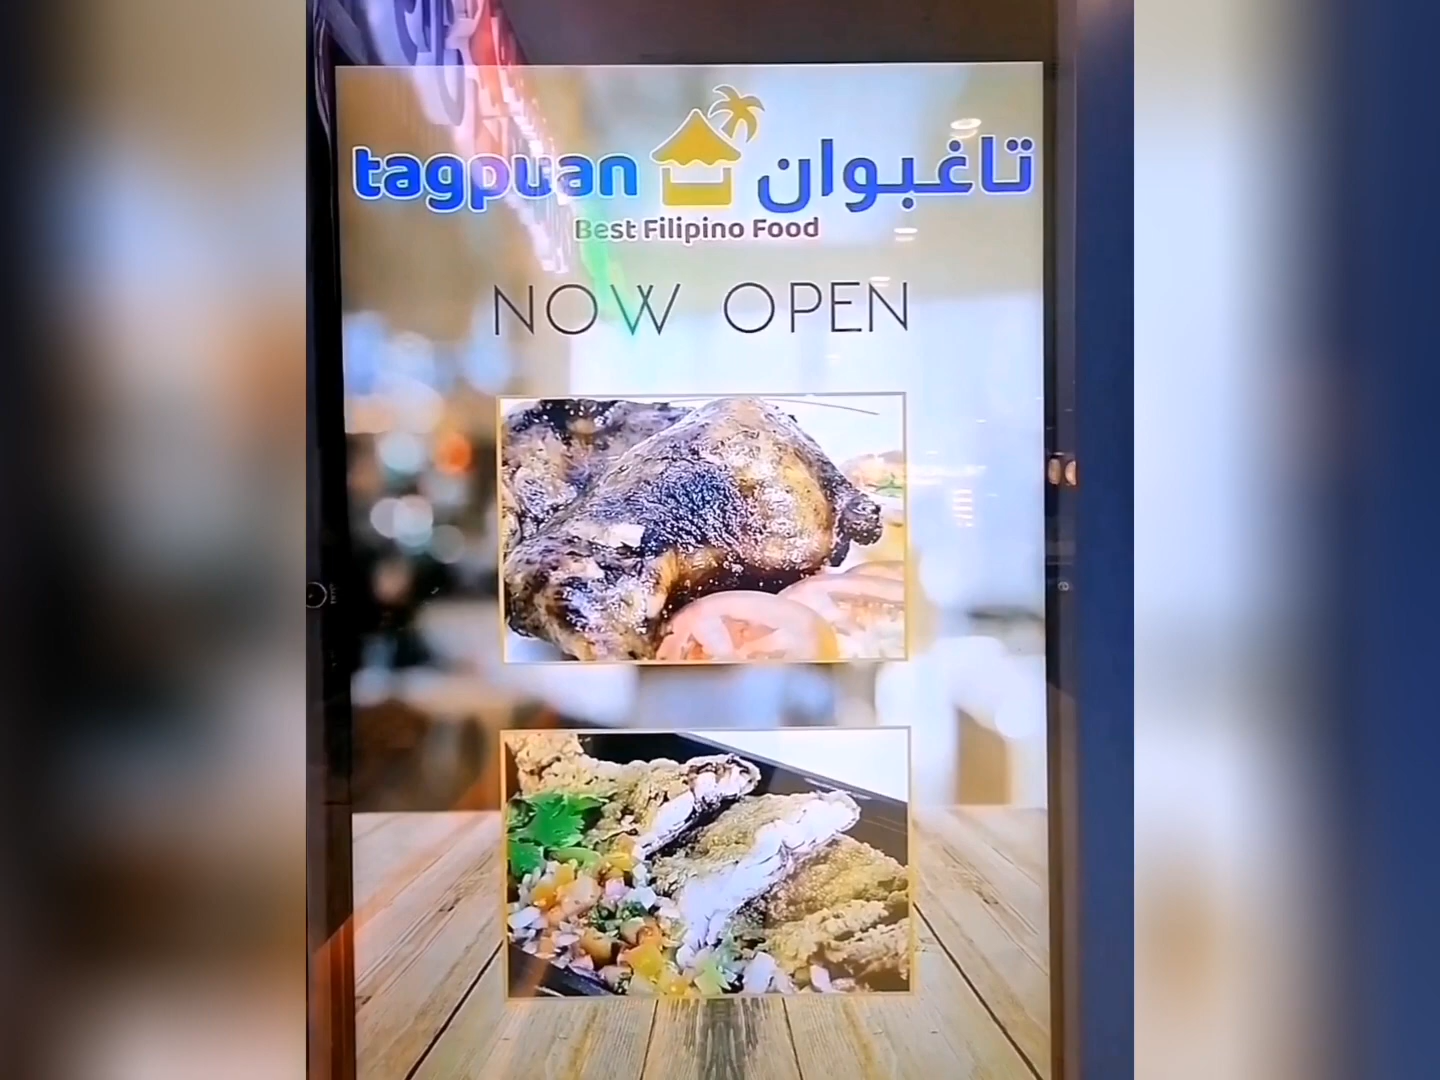 tagpuan تاغبوان
Best Filipino Food
NOW OPEN